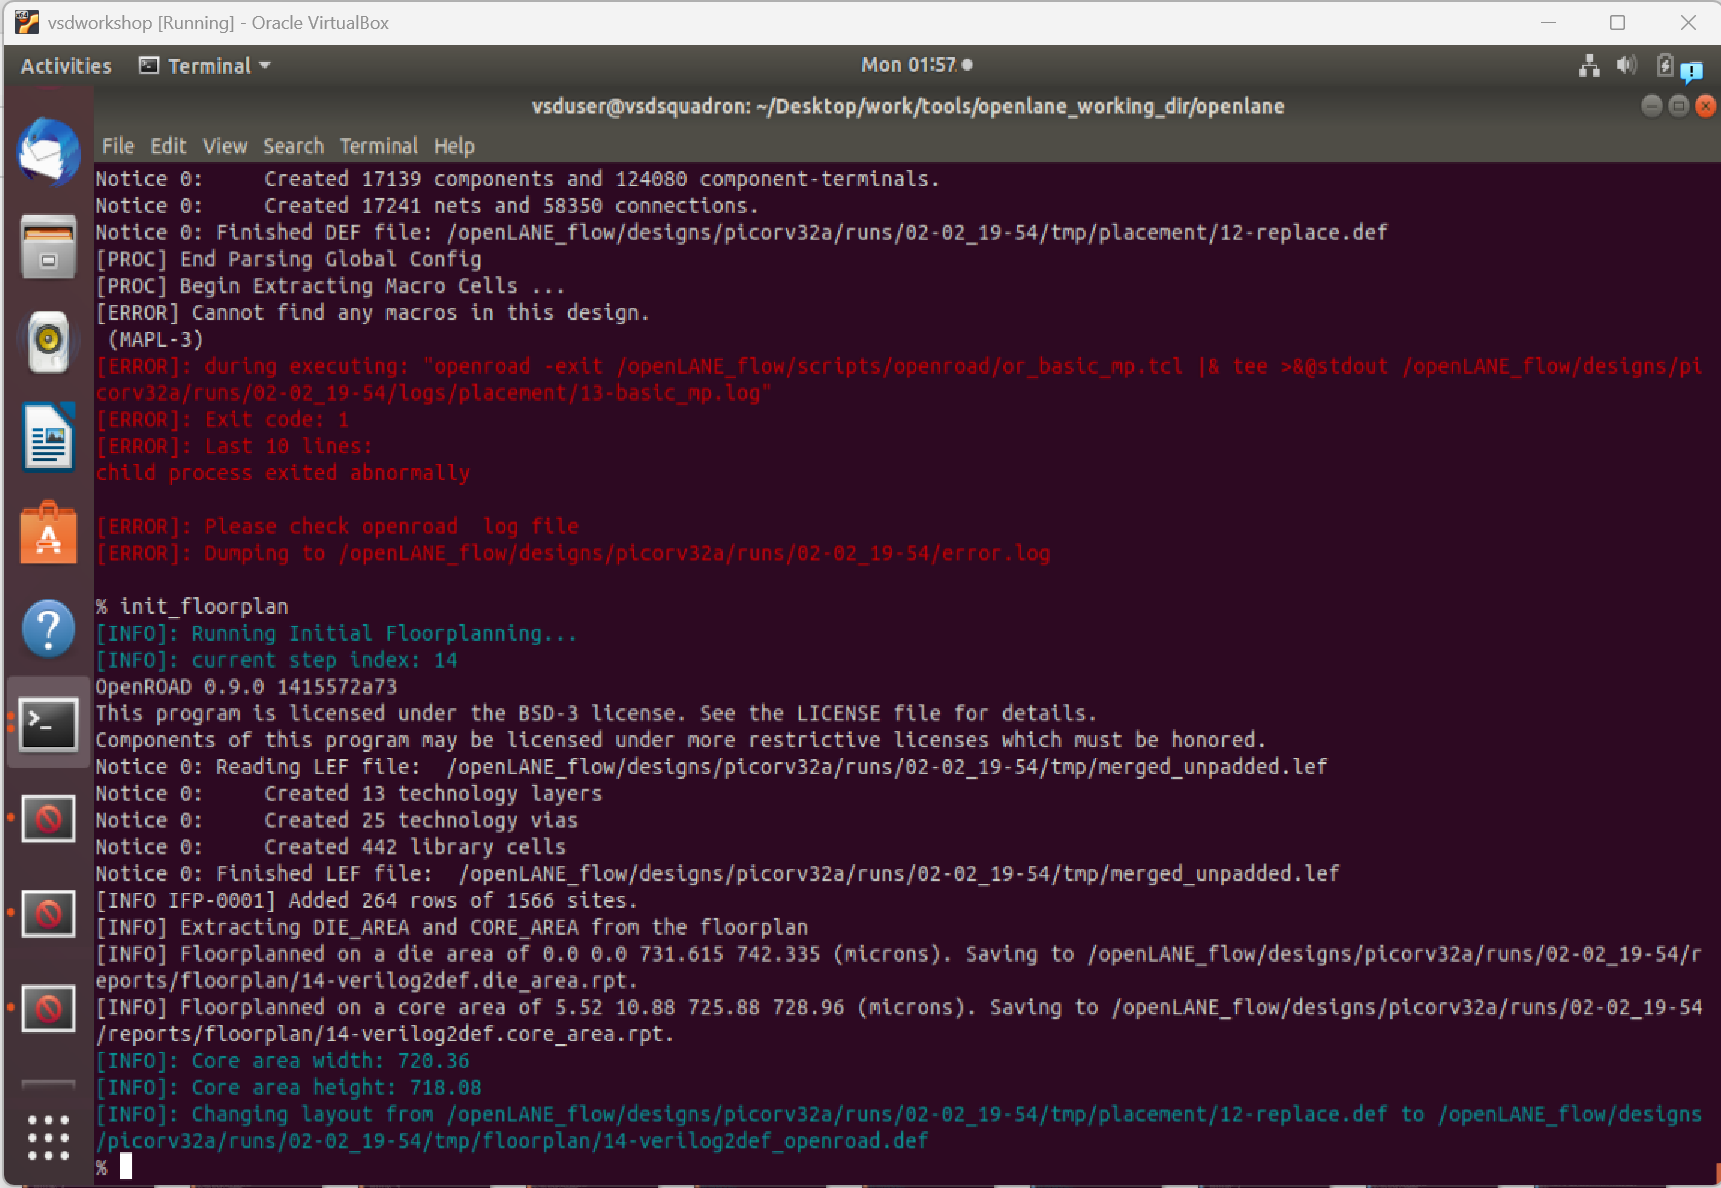 vsdworkshop [Running] - Oracle VirtualBox
Activities Terminal Mon 01:57
vsduser@vsdsquadron: ~/Desktop/work/tools/openlane_working_dir/openlane
File Edit View Search Terminal Help
Notice 0:     Created 17139 components and 124080 component-terminals.
Notice 0:     Created 17241 nets and 58350 connections.
Notice 0: Finished DEF file: /openLANE_flow/designs/picorv32a/runs/02-02_19-54/tmp/placement/12-replace.def
[PROC] End Parsing Global Config
[PROC] Begin Extracting Macro Cells ...
[ERROR] Cannot find any macros in this design.
 (MAPL-3)
[ERROR]: during executing: "openroad -exit /openLANE_flow/scripts/openroad/or_basic_mp.tcl |& tee >&@stdout /openLANE_flow/designs/pi
corv32a/runs/02-02_19-54/logs/placement/13-basic_mp.log"
[ERROR]: Exit code: 1
[ERROR]: Last 10 lines:
child process exited abnormally
[ERROR]: Please check openroad  log file
[ERROR]: Dumping to /openLANE_flow/designs/picorv32a/runs/02-02_19-54/error.log
% init_floorplan
[INFO]: Running Initial Floorplanning...
[INFO]: current step index: 14
OpenROAD 0.9.0 1415572a73
This program is licensed under the BSD-3 license. See the LICENSE file for details.
Components of this program may be licensed under more restrictive licenses which must be honored.
Notice 0: Reading LEF file:  /openLANE_flow/designs/picorv32a/runs/02-02_19-54/tmp/merged_unpadded.lef
Notice 0:     Created 13 technology layers
Notice 0:     Created 25 technology vias
Notice 0:     Created 442 library cells
Notice 0: Finished LEF file:  /openLANE_flow/designs/picorv32a/runs/02-02_19-54/tmp/merged_unpadded.lef
[INFO IFP-0001] Added 264 rows of 1566 sites.
[INFO] Extracting DIE_AREA and CORE_AREA from the floorplan
[INFO] Floorplanned on a die area of 0.0 0.0 731.615 742.335 (microns). Saving to /openLANE_flow/designs/picorv32a/runs/02-02_19-54/r
eports/floorplan/14-verilog2def.die_area.rpt.
[INFO] Floorplanned on a core area of 5.52 10.88 725.88 728.96 (microns). Saving to /openLANE_flow/designs/picorv32a/runs/02-02_19-54
/reports/floorplan/14-verilog2def.core_area.rpt.
[INFO]: Core area width: 720.36
[INFO]: Core area height: 718.08
[INFO]: Changing layout from /openLANE_flow/designs/picorv32a/runs/02-02_19-54/tmp/placement/12-replace.def to /openLANE_flow/designs
/picorv32a/runs/02-02_19-54/tmp/floorplan/14-verilog2def_openroad.def
%